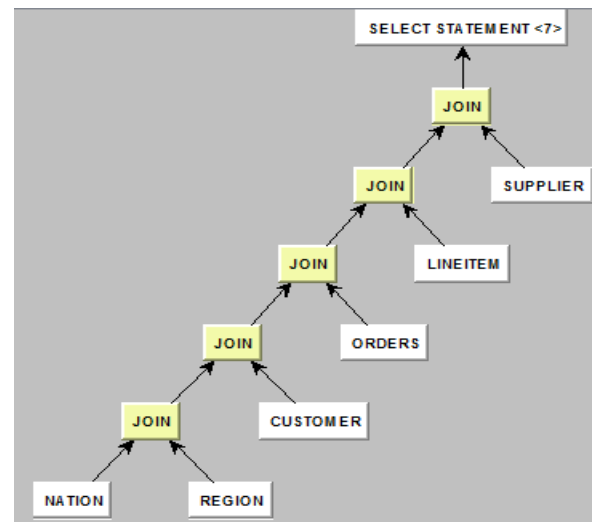 SELECT STATEMENT <7>
JOIN
JOIN
SUPPLIER
JOIN
LINEITEM
JOIN
ORDERS
JOIN
CUSTOMER
NATION
REGION